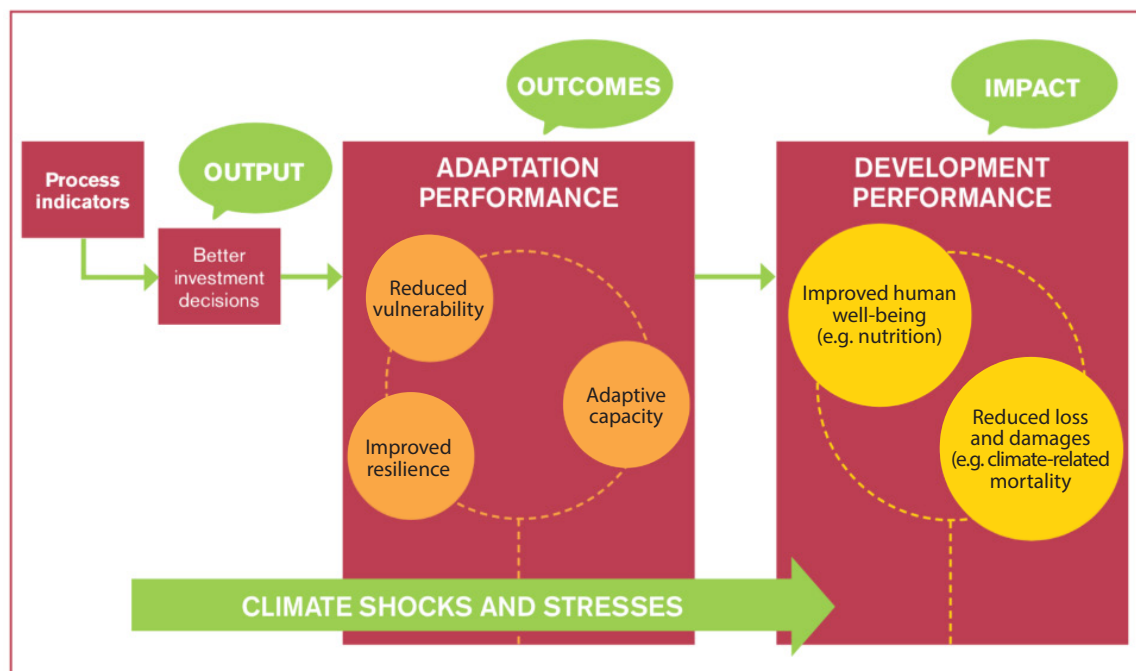 OUTCOMES
IMPACT
OUTPUT
Process
indicators
Better
investment
decisions
ADAPTATION
PERFORMANCE
Reduced
vulnerability
Adaptive
capacity
Improved
resilience
DEVELOPMENT
PERFORMANCE
Improved human
well-being
(e.g. nutrition)
Reduced loss
and damages
(e.g. climate-related
mortality
CLIMATE SHOCKS AND STRESSES